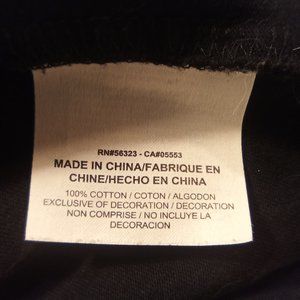 RN#56323 - CA#05553
MADE IN CHINA/FABRIQUE EN
CHINE/HECHO EN CHINA
100% COTTON / COTON / ALGODON
EXCLUSIVE OF DECORATION / DECORATION
NON COMPRISE / NO INCLUYE LA
DECORACION